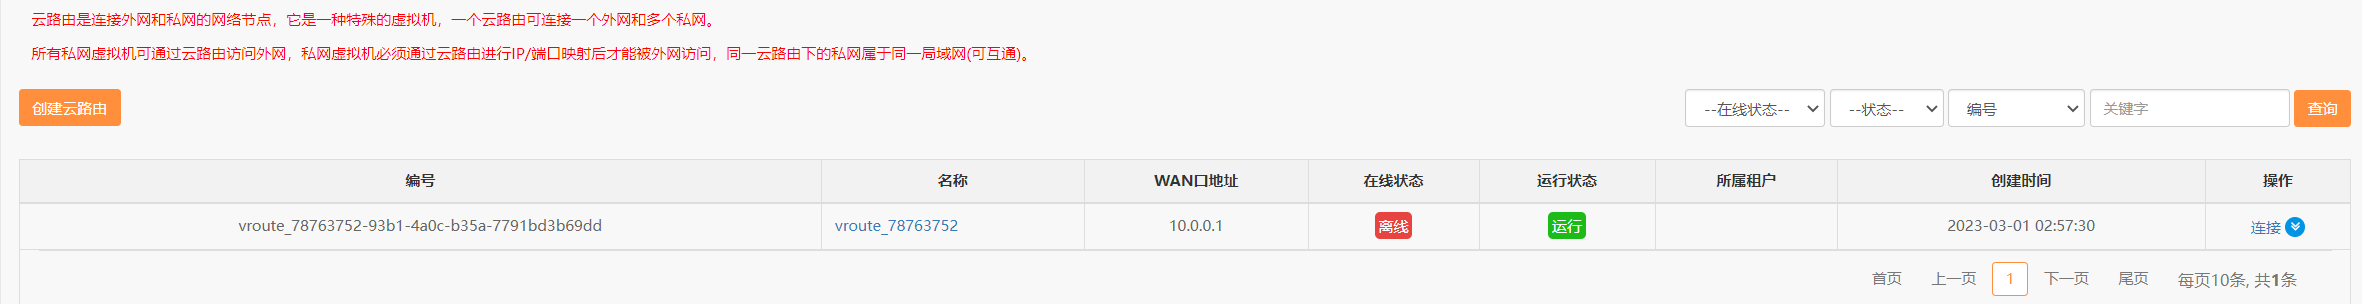 云路由是连接外网和私网的网络节点，它是一种特殊的虚拟机，一个云路由可连接一个外网和多个私网。
所有私网虚拟机可通过云路由访问外网，私网虚拟机必须通过云路由进行IP/端口映射后才能被外网访问，同一云路由下的私网属于同一局域网(可互通)。
创建云路由 --在线状态-- --状态-- 编号 关键字 查询
编号 名称 WAN口地址 在线状态 运行状态 所属租户 创建时间 操作
vroute_78763752-93b1-4a0c-b35a-7791bd3b69dd vroute_78763752 10.0.0.1 离线 运行 2023-03-01 02:57:30 连接
首页 上一页 1 下一页 尾页 每页10条, 共1条